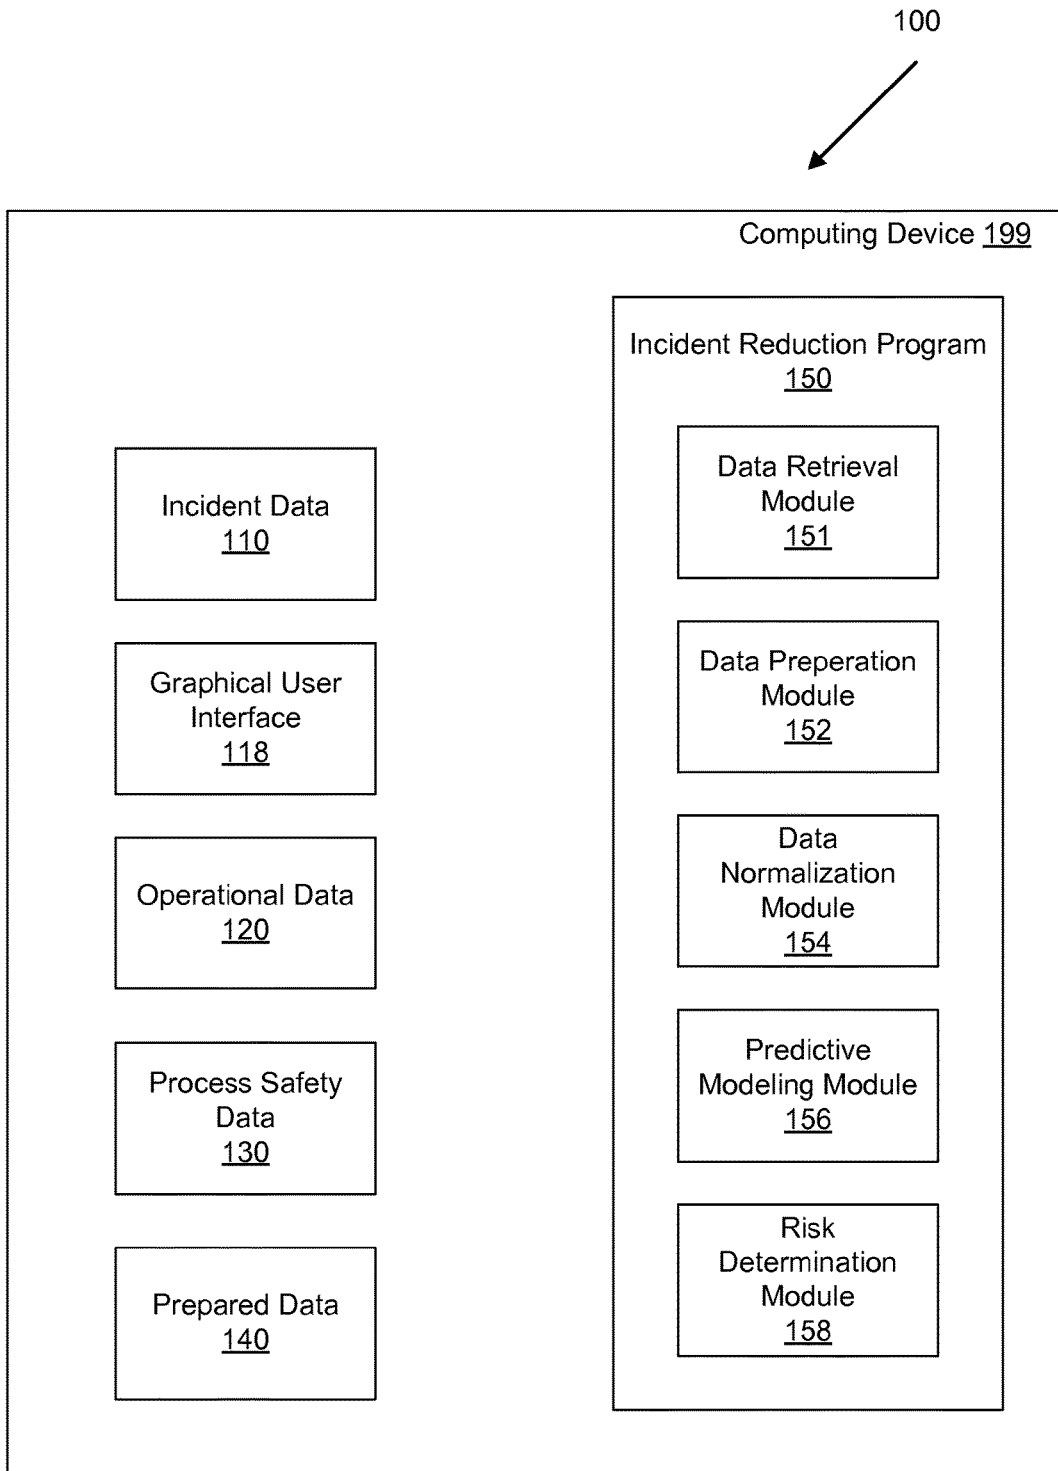 100
Computing Device 199
Incident Reduction Program
150
Data Retrieval
Module
151
Data Preperation
Module
152
Data
Normalization
Module
154
Predictive
Modeling Module
156
Risk
Determination
Module
158
Incident Data
110
Graphical User
Interface
118
Operational Data
120
Process Safety
Data
130
Prepared Data
140